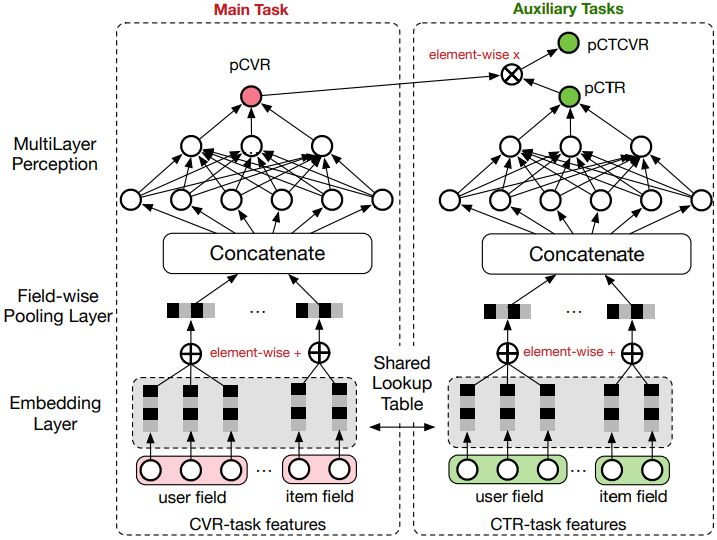 Main Task
Auxiliary Tasks
pCTCVR
element-wise x
pCVR
pCTR
MultiLayer
Perception
Concatenate
Concatenate
Field-wise
Pooling Layer
...
...
element-wise +
element-wise +
Shared
Lookup
Table
Embedding
Layer
...
...
user field
item field
user field
item field
CVR-task features
CTR-task features